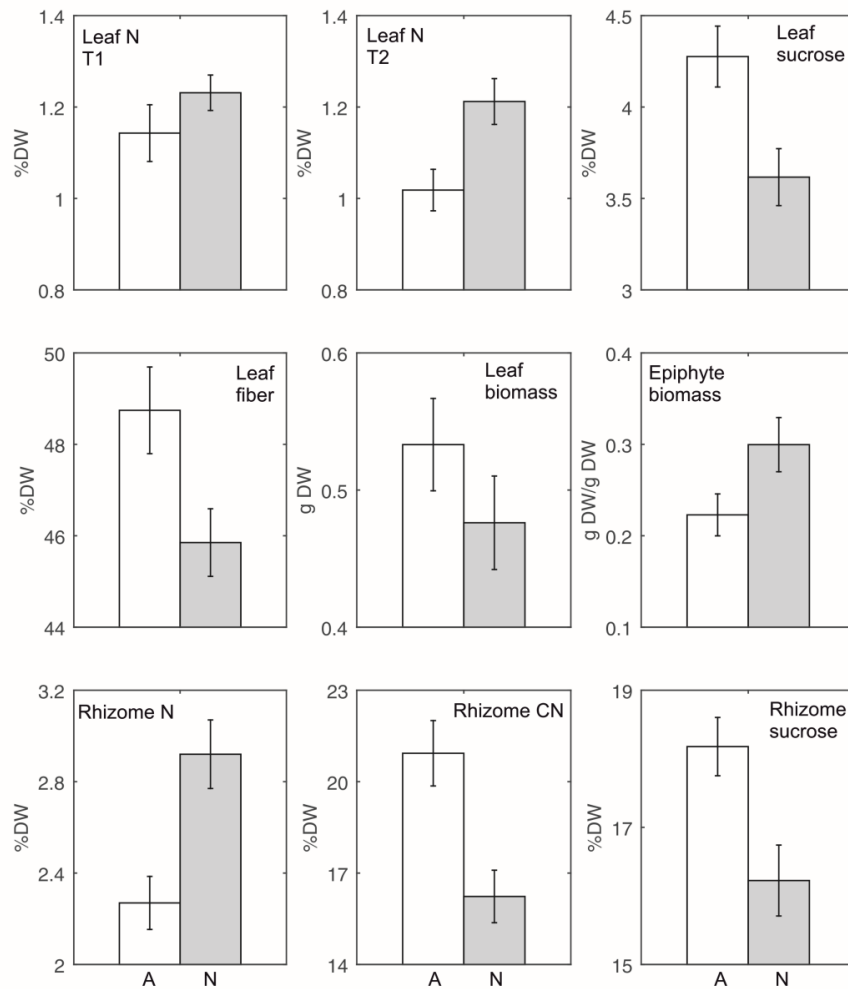 1.4
1.2
1
0.8
%DW
Leaf N
T1
1.4
1.2
1
0.8
%DW
Leaf N
T2
4.5
4
3.5
3
%DW
Leaf
sucrose
50
48
46
44
%DW
Leaf
fiber
0.6
0.5
0.4
g DW
Leaf
biomass
0.4
0.3
0.2
0.1
g DW/g DW
Epiphyte
biomass
3.2
2.8
2.4
2
%DW
Rhizome N
A N
23
20
17
14
%DW
Rhizome CN
A N
19
17
15
%DW
Rhizome
sucrose
A N